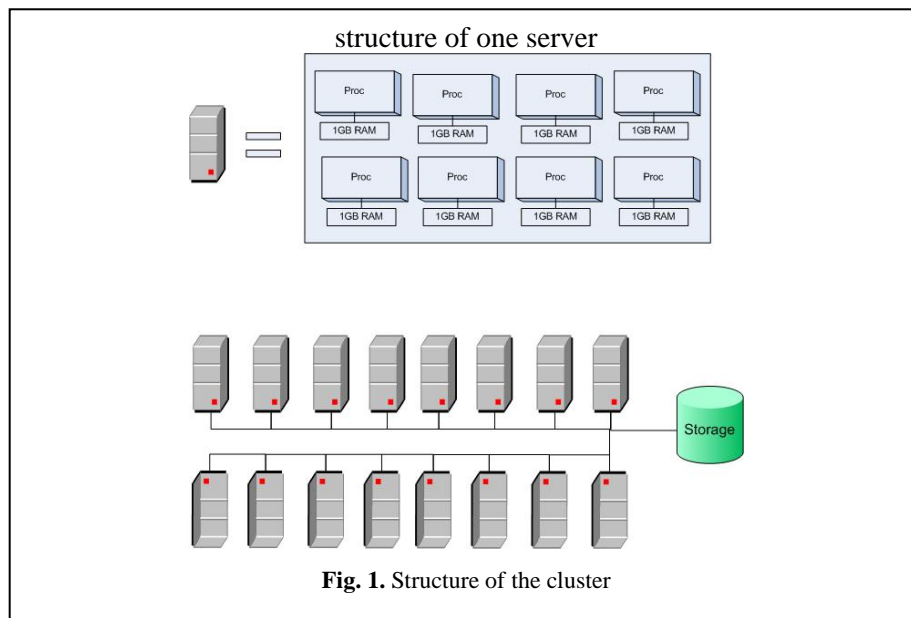 structure of one server
Proc Proc Proc Proc
1GB RAM 1GB RAM 1GB RAM 1GB RAM
Proc Proc Proc Proc
1GB RAM 1GB RAM 1GB RAM 1GB RAM
Storage
Fig. 1. Structure of the cluster